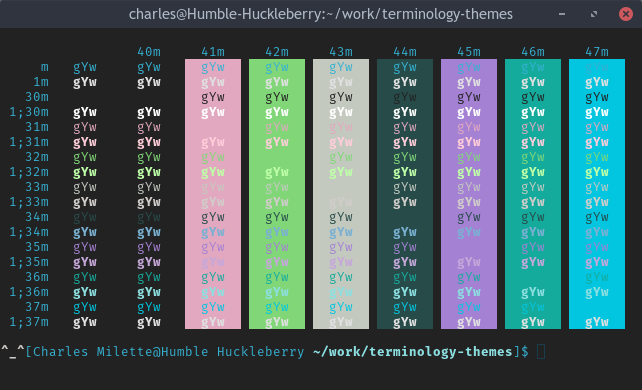 charles@Humble-Huckleberry:~/work/terminology-themes
40m 41m 42m 43m 44m 45m 46m 47m
m gYw gYw gYw gYw gYw gYw gYw gYw gYw
1m gYw gYw gYw gYw gYw gYw gYw gYw gYw
30m gYw gYw gYw gYw gYw gYw gYw
1;30m gYw gYw gYw gYw gYw gYw gYw gYw gYw
31m gYw gYw gYw gYw gYw gYw gYw gYw
1;31m gYw gYw gYw gYw gYw gYw gYw gYw gYw
32m gYw gYw gYw gYw gYw gYw gYw gYw
1;32m gYw gYw gYw gYw gYw gYw gYw gYw gYw
33m gYw gYw gYw gYw gYw gYw gYw gYw
1;33m gYw gYw gYw gYw gYw gYw gYw gYw gYw
34m gYw gYw gYw gYw gYw gYw gYw gYw
1;34m gYw gYw gYw gYw gYw gYw gYw gYw gYw
35m gYw gYw gYw gYw gYw gYw gYw gYw
1;35m gYw gYw gYw gYw gYw gYw gYw gYw gYw
36m gYw gYw gYw gYw gYw gYw gYw gYw
1;36m gYw gYw gYw gYw gYw gYw gYw gYw gYw
37m gYw gYw gYw gYw gYw gYw gYw gYw
1;37m gYw gYw gYw gYw gYw gYw gYw gYw gYw
^_^[Charles Milette@Humble Huckleberry ~/work/terminology-themes]$